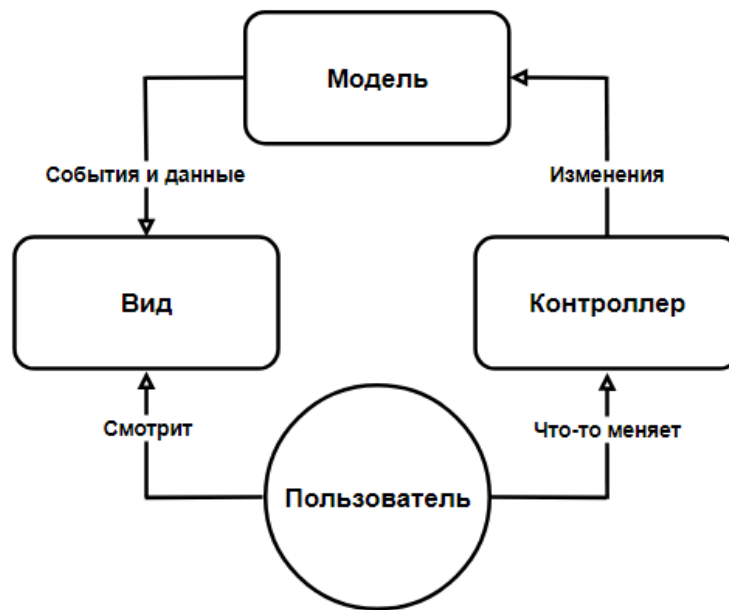 Модель
События и данные
Изменения
Вид
Контроллер
Смотрит
Что-то меняет
Пользователь